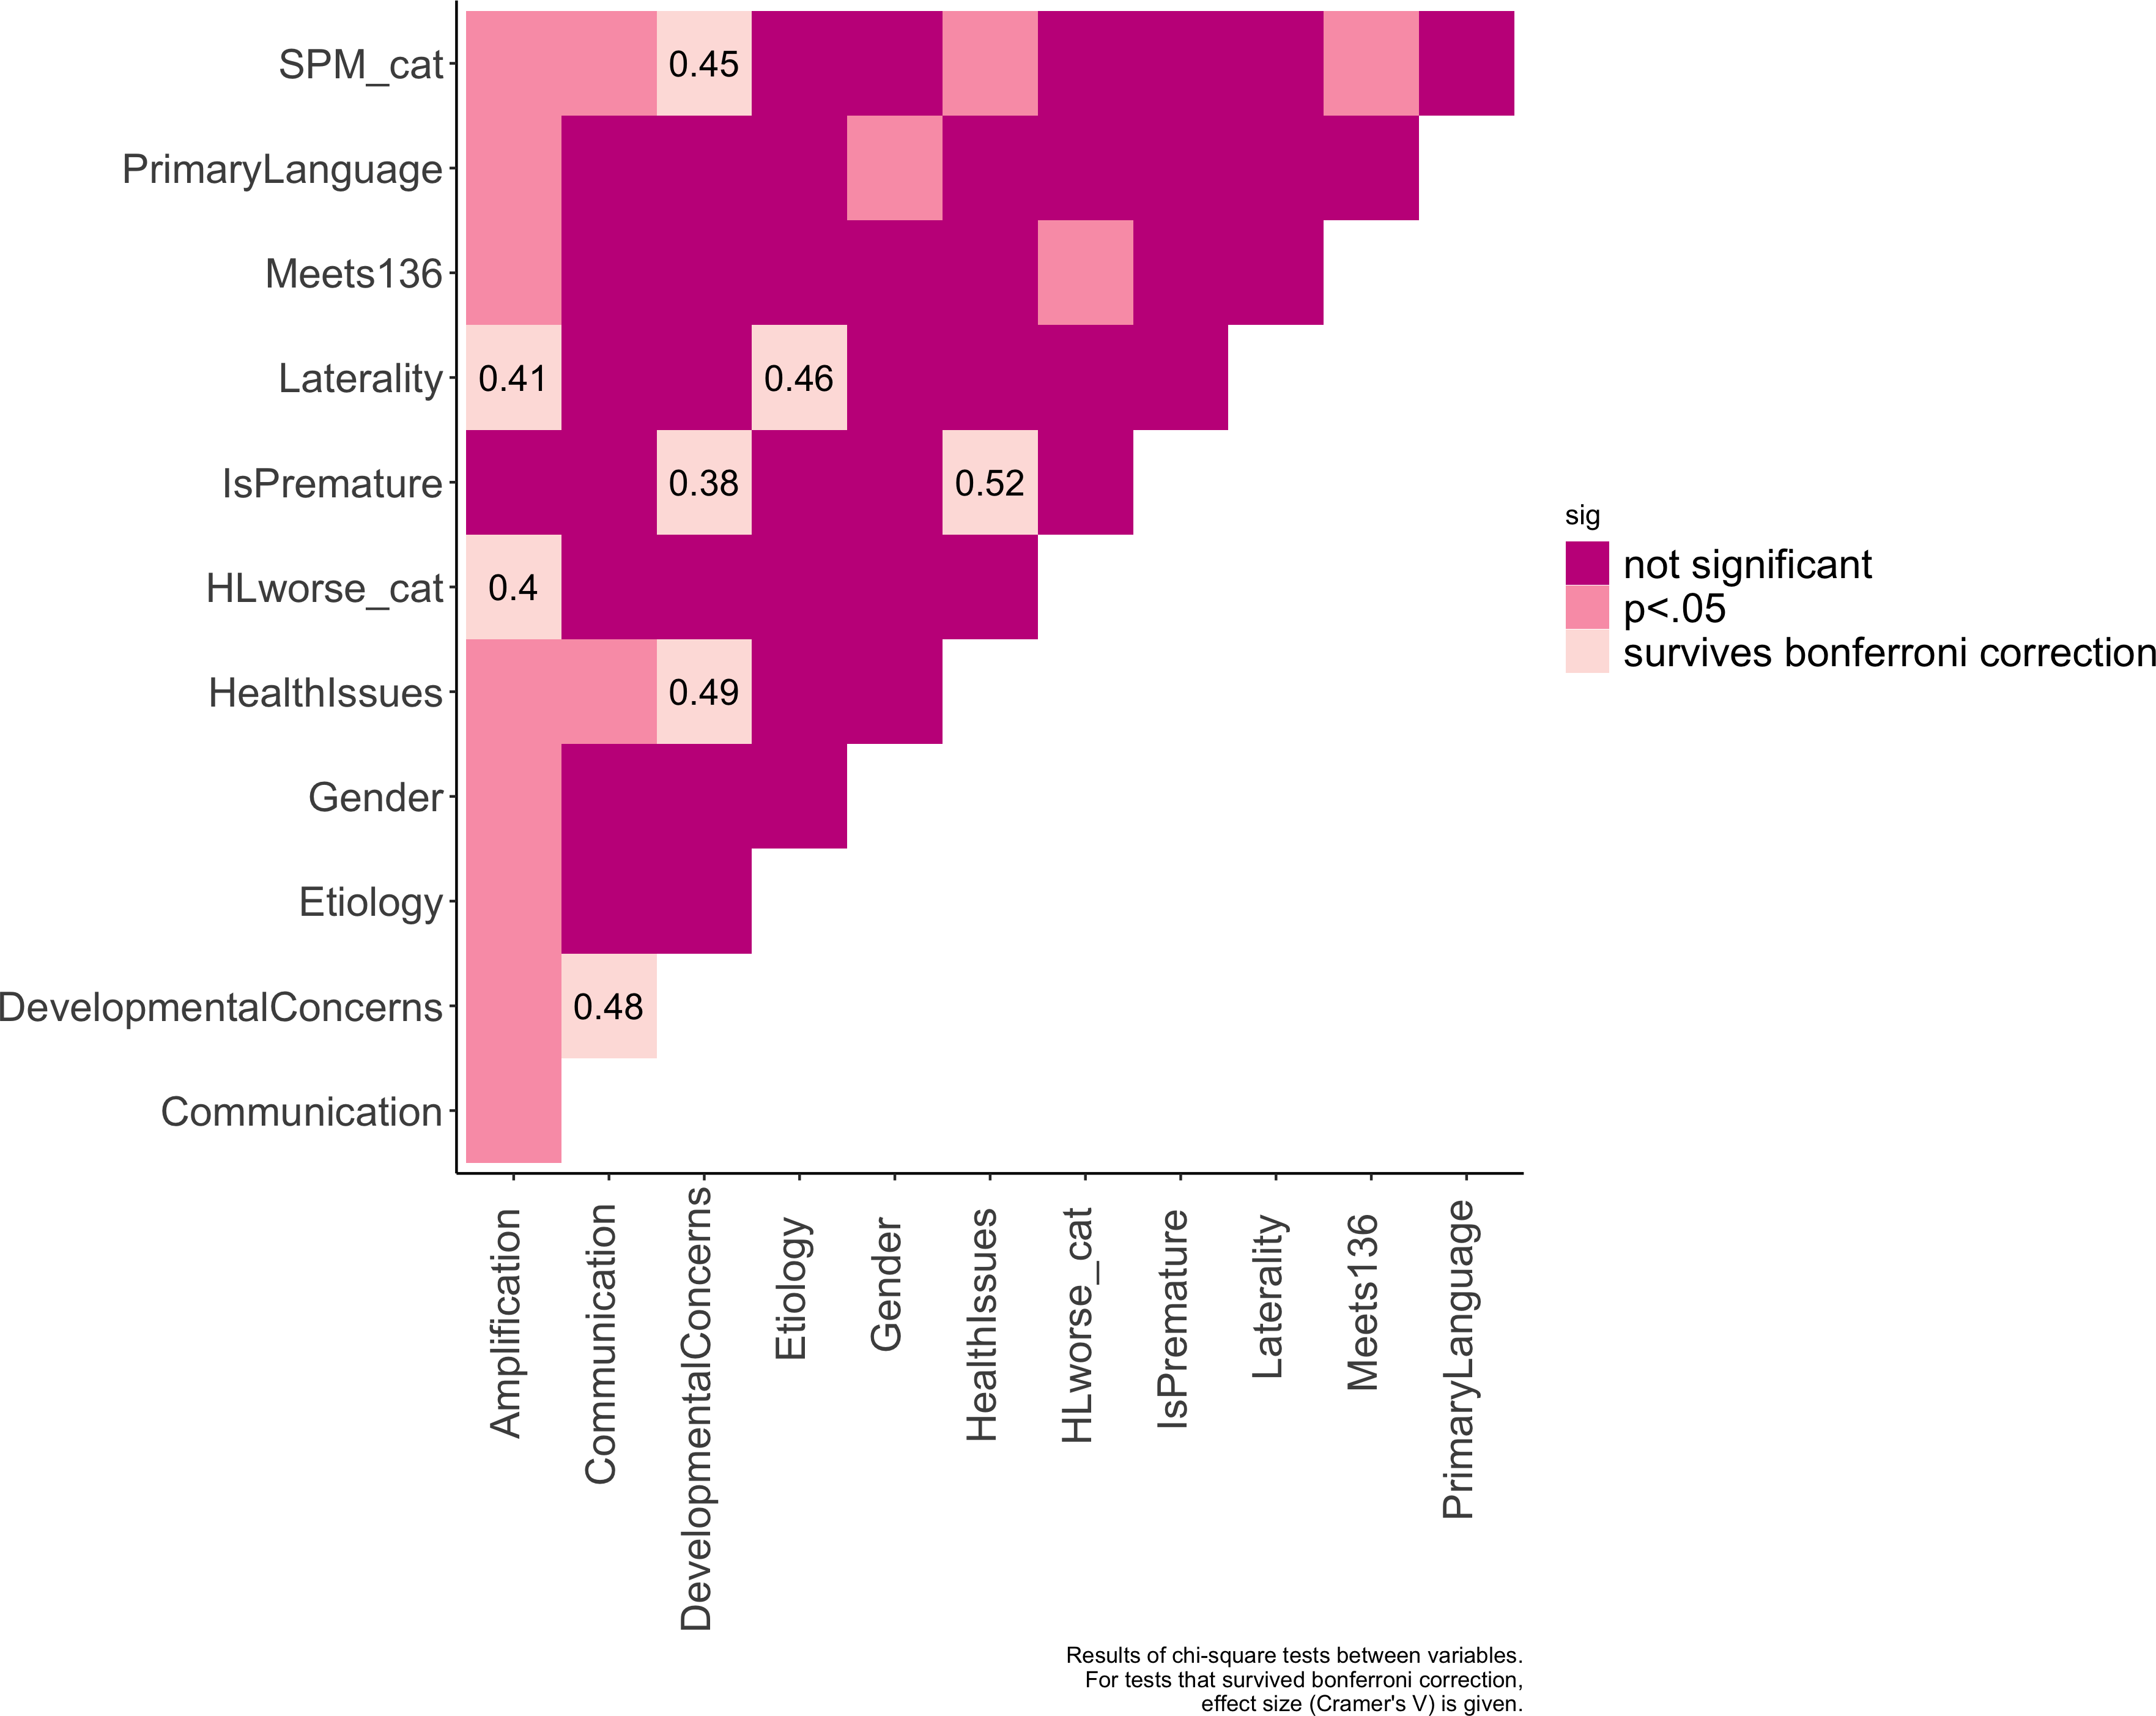 SPM_cat
0.45
PrimaryLanguage
Meets136
Laterality
0.41
0.46
IsPremature
0.38
0.52
HLworse_cat
0.4
HealthIssues
0.49
Gender
Etiology
DevelopmentalConcerns
0.48
Communication
sig
not significant
p<.05
survives bonferroni correction
Amplification
Communication
DevelopmentalConcerns
Etiology
Gender
HealthIssues
HLworse_cat
IsPremature
Laterality
Meets136
PrimaryLanguage
Results of chi-square tests between variables.
For tests that survived bonferroni correction,
effect size (Cramer's V) is given.